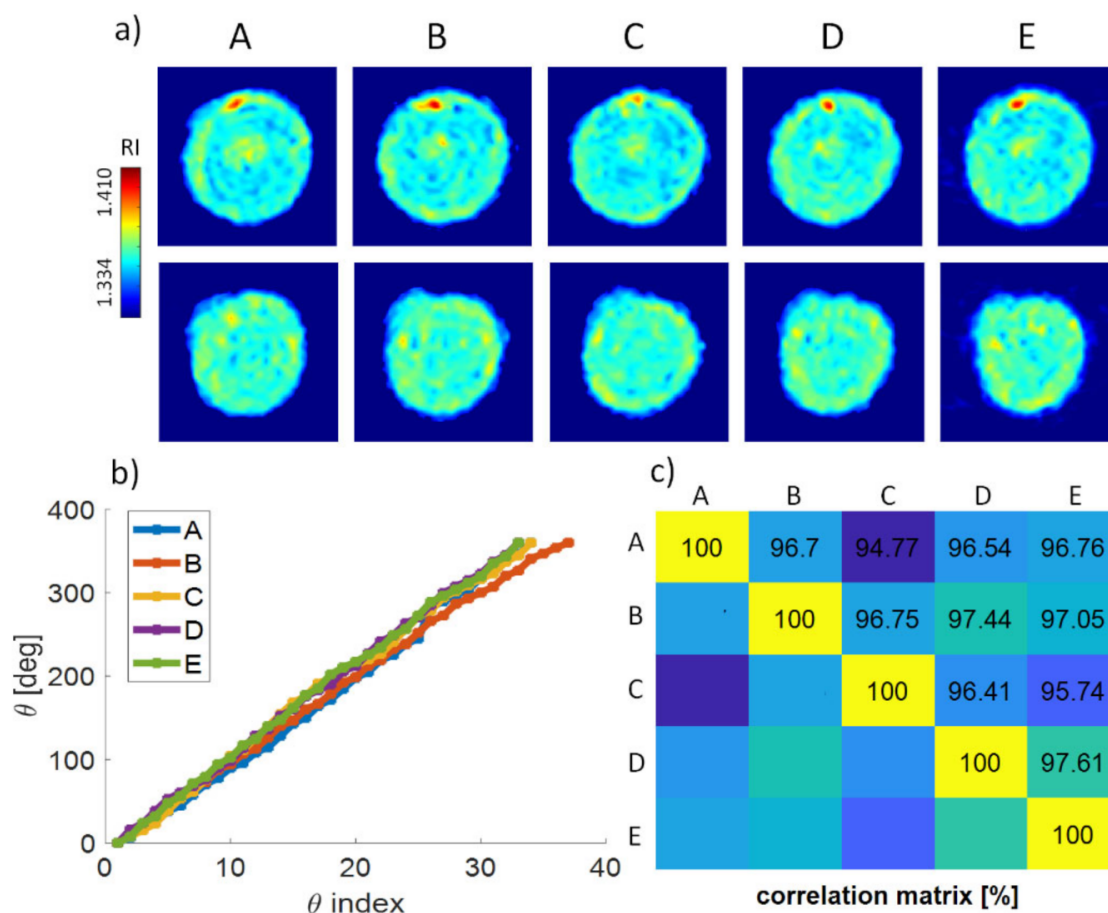 a)
A B C D E
RI
1.410
1.334
b)
400
300
200
100
0
θ [deg]
A
B
C
D
E
0 10 20 30 40
θ index
c)
A B C D E
A 100 96.7 94.77 96.54 96.76
B 100 96.75 97.44 97.05
C 100 96.41 95.74
D 100 97.61
E 100
correlation matrix [%]